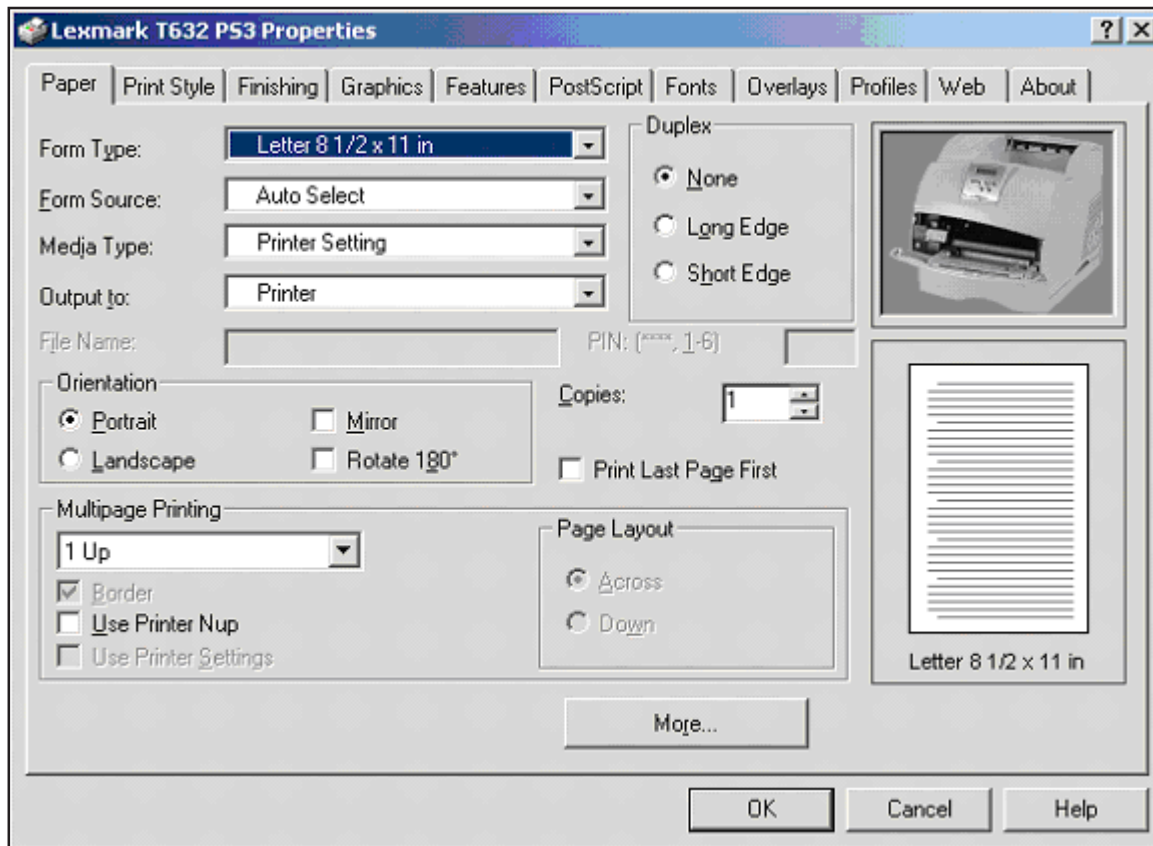 Lexmark T632 PS3 Properties
Paper Print Style Finishing Graphics Features PostScript Fonts Overlays Profiles Web About
Form Type: Letter 8 1/2 x 11 in
Form Source: Auto Select
Media Type: Printer Setting
Output to: Printer
File Name: PIN: (****, 1-6)
Duplex
None
Long Edge
Short Edge
Orientation
Portrait Mirror
Landscape Rotate 180°
Copies: 1
Print Last Page First
Multipage Printing
1 Up
Border
Use Printer Nup
Use Printer Settings
Page Layout
Across
Down
Letter 8 1/2 x 11 in
More...
OK Cancel Help